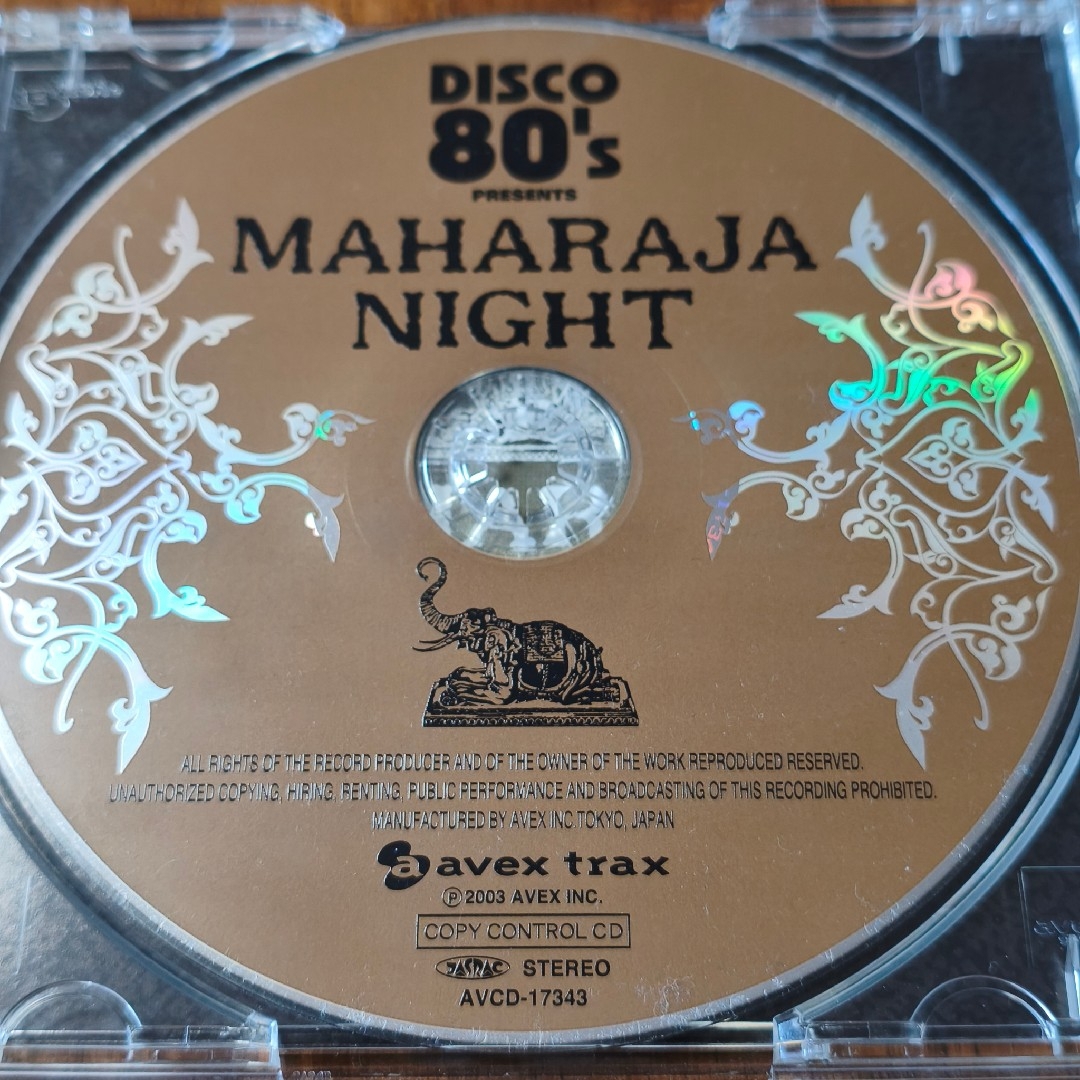 DISCO
80's
PRESENTS
MAHARAJA
NIGHT
ALL RIGHTS OF THE RECORD PRODUCER AND OF THE OWNER OF THE WORK REPRODUCED RESERVED.
UNAUTHORIZED COPYING, HIRING, RENTING, PUBLIC PERFORMANCE AND BROADCASTING OF THIS RECORDING PROHIBITED.
MANUFACTURED BY AVEX INC.TOKYO, JAPAN
a avex trax
Ⓟ2003 AVEX INC.
COPY CONTROL CD
JASRAC STEREO
AVCD-17343